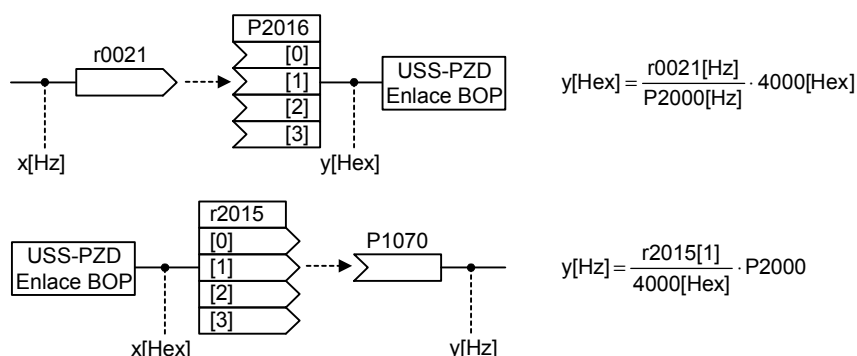 P2016
r0021
[0]
[1]
[2]
[3]
USS-PZD
Enlace BOP
x[Hz]
y[Hex]
y[Hex] = r0021[Hz] / P2000[Hz] · 4000[Hex]
r2015
P1070
USS-PZD
Enlace BOP
[0]
[1]
[2]
[3]
x[Hex]
y[Hz]
y[Hz] = r2015[1] / 4000[Hex] · P2000